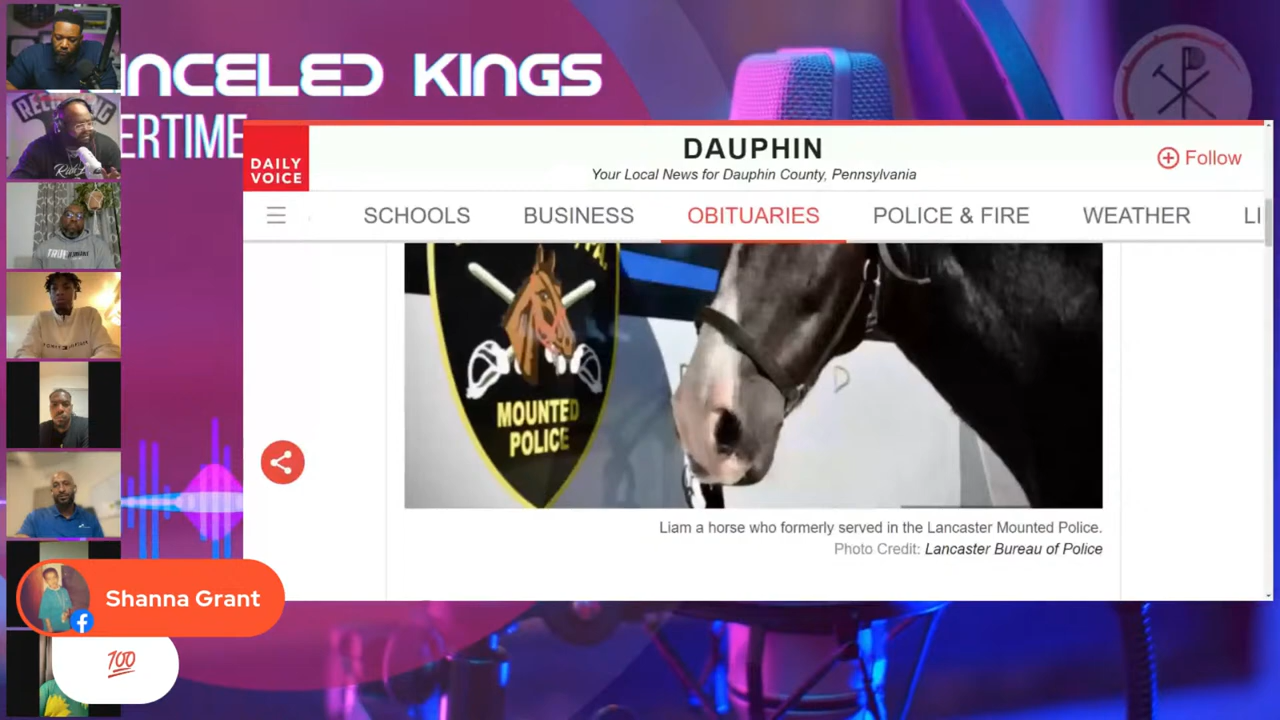 NCELED KINGS
ERTIME
DAILY
VOICE
DAUPHIN
Your Local News for Dauphin County, Pennsylvania
Follow
SCHOOLS
BUSINESS
OBITUARIES
POLICE & FIRE
WEATHER
LI
MOUNTED
POLICE
Liam a horse who formerly served in the Lancaster Mounted Police.
Photo Credit: Lancaster Bureau of Police
Shanna Grant
100